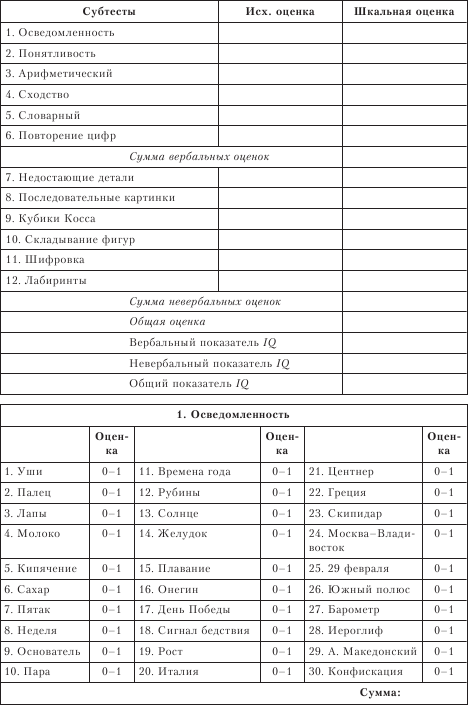 Субтесты Исх. оценка Шкальная оценка
1. Осведомленность
2. Понятливость
3. Арифметический
4. Сходство
5. Словарный
6. Повторение цифр
Сумма вербальных оценок
7. Недостающие детали
8. Последовательные картинки
9. Кубики Косса
10. Складывание фигур
11. Шифровка
12. Лабиринты
Сумма невербальных оценок
Общая оценка
Вербальный показатель IQ
Невербальный показатель IQ
Общий показатель IQ
1. Осведомленность
Оцен- Оцен- Оцен-
ка ка ка
1. Уши 0–1 11. Времена года 0–1 21. Центнер 0–1
2. Палец 0–1 12. Рубины 0–1 22. Греция 0–1
3. Лапы 0–1 13. Солнце 0–1 23. Скипидар 0–1
4. Молоко 0–1 14. Желудок 0–1 24. Москва–Влади- 0–1
восток
5. Кипячение 0–1 15. Плавание 0–1 25. 29 февраля 0–1
6. Сахар 0–1 16. Онегин 0–1 26. Южный полюс 0–1
7. Пятак 0–1 17. День Победы 0–1 27. Барометр 0–1
8. Неделя 0–1 18. Сигнал бедствия 0–1 28. Иероглиф 0–1
9. Основатель 0–1 19. Рост 0–1 29. А. Македонский 0–1
10. Пара 0–1 20. Италия 0–1 30. Конфискация 0–1
Сумма: